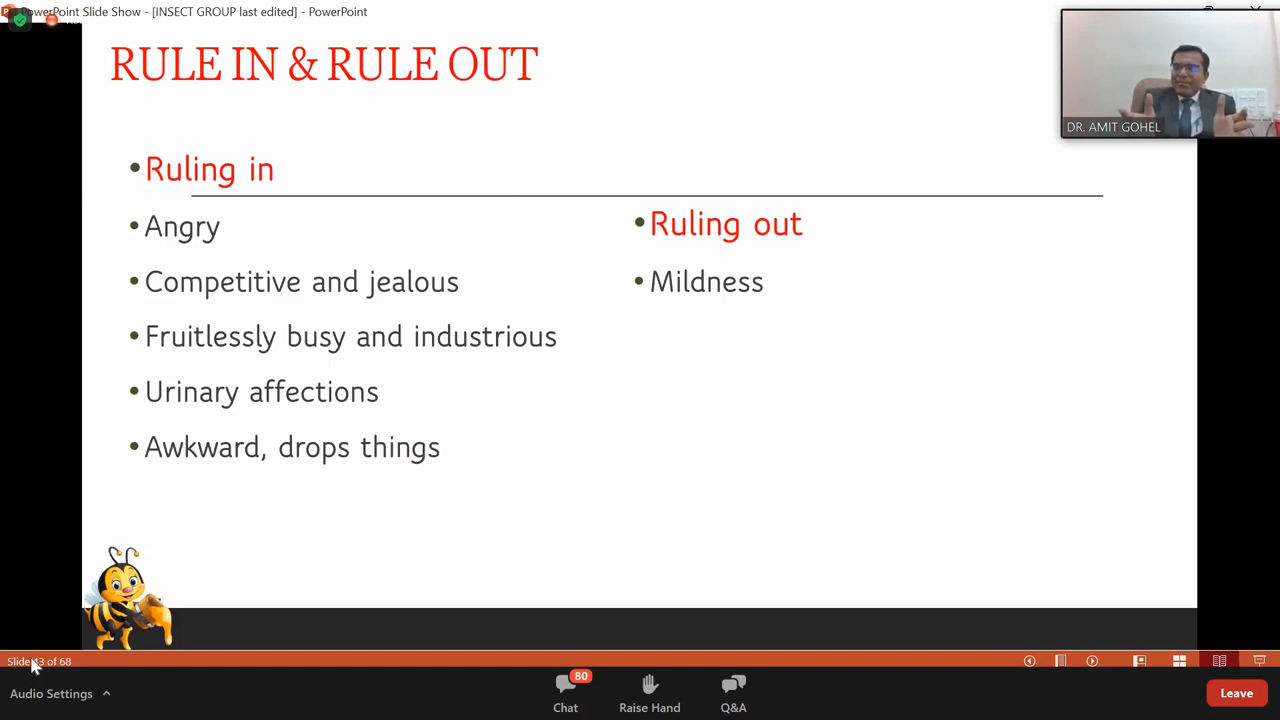 PowerPoint Slide Show - [INSECT GROUP last edited] - PowerPoint
RULE IN & RULE OUT
DR. AMIT GOHEL
•Ruling in
•Angry
•Competitive and jealous
•Fruitlessly busy and industrious
•Urinary affections
•Awkward, drops things
•Ruling out
•Mildness
of 68
Audio Settings
80
Chat
Raise Hand
Q&A
Leave